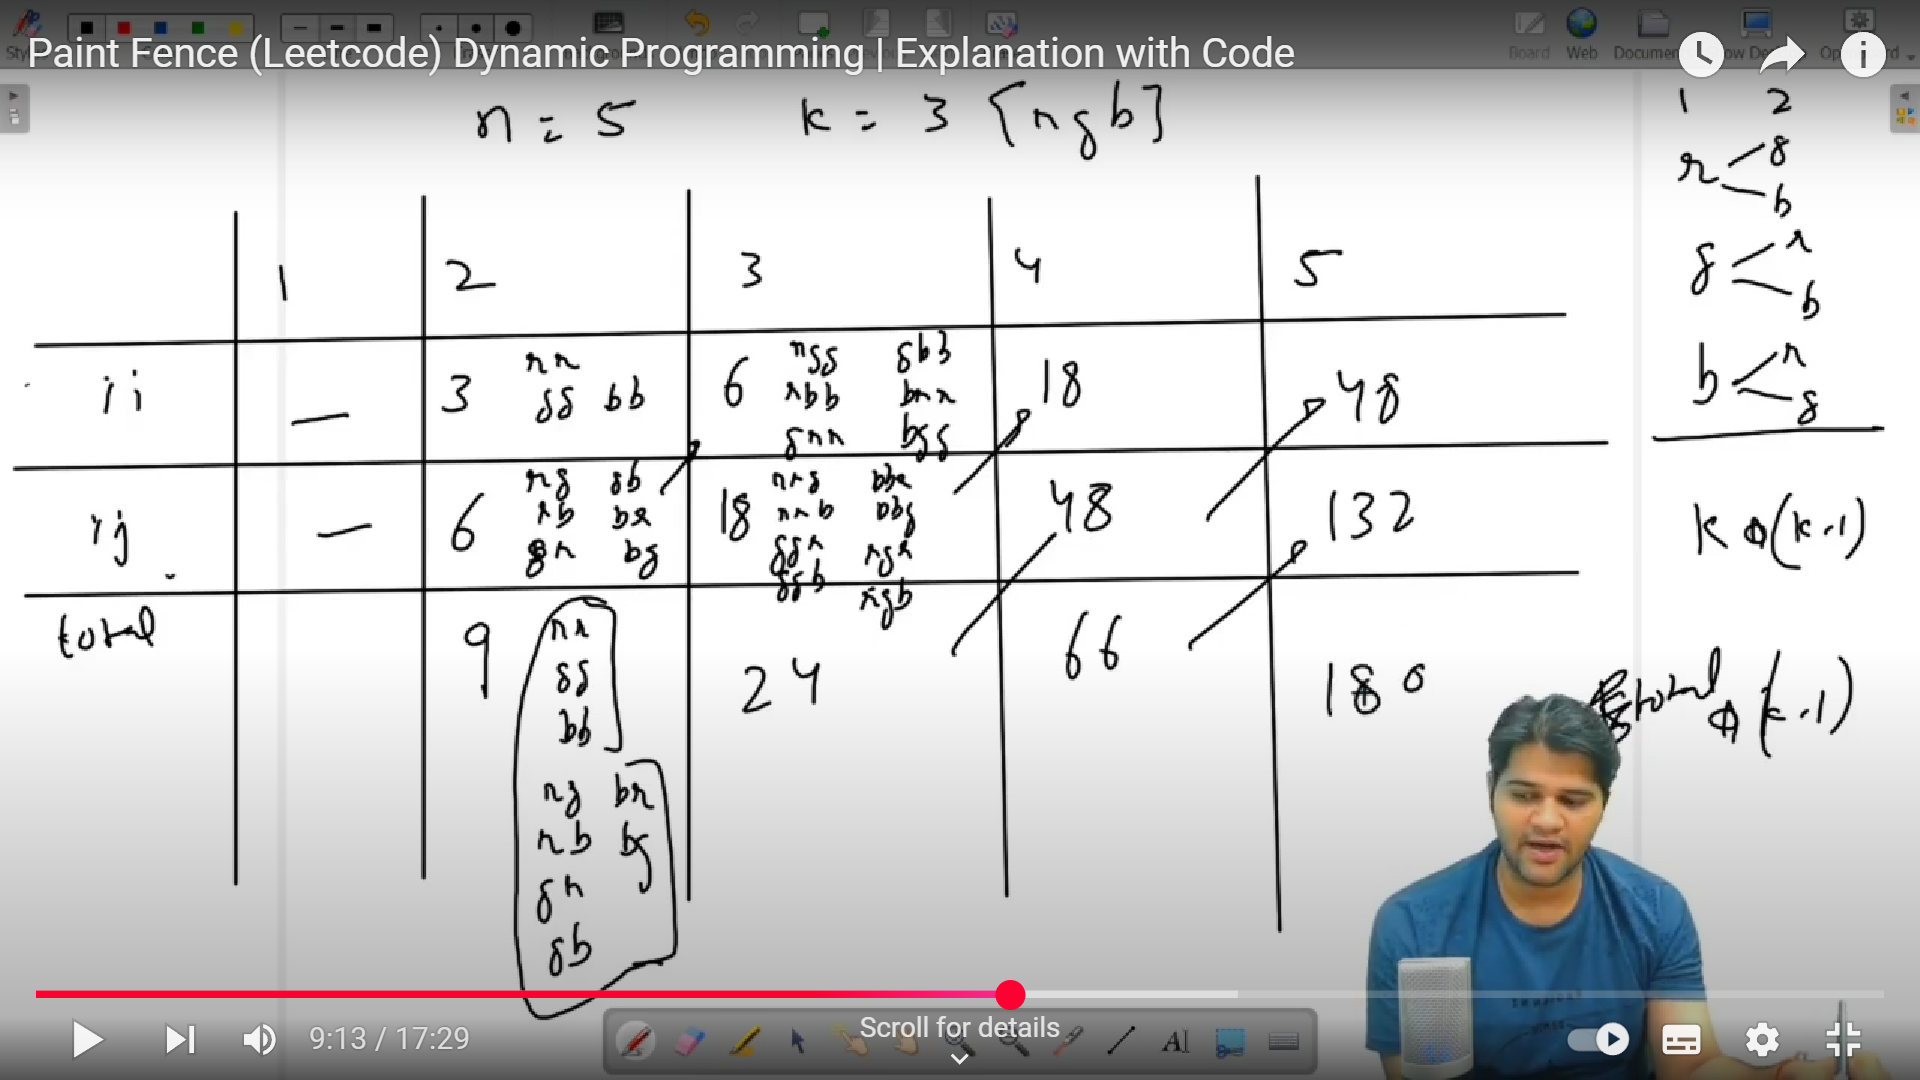 Paint Fence (Leetcode) Dynamic Programming | Explanation with Code
Board Web
n = 5 k = 3 [r g b]
1 2
r g
b
g r
b
b r
g
k * (k-1)
total * (k-1)
1 2 3 4 5
ii — 3 rr gg bb 6 rgg rbb grr gbb brr bgg 18 48
ij — 6 rg rb gr gb br bg 18 rrg rrb ggr ggb bbr bbg rgr rgb 48 132
total 9 24 66 180
rr
gg
bb
rg br
rb bg
gr
gb
9:13 / 17:29
Scroll for details